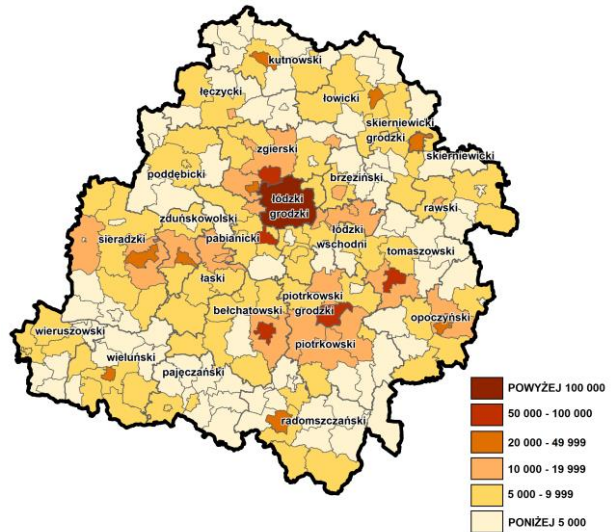 kutnowski
łęczycki
łowicki
skierniewicki
grodzki
skierniewicki
zgierski
brzeziński
poddębicki
łódzki
grodzki
rawski
zduńskowolski
sieradzki
pabianicki
łódzki
wschodni
tomaszowski
łaski
piotrkowski
grodzki
bełchatowski
opoczyński
wieruszowski
piotrkowski
wieluński
pajęczański
radomszczański
POWYŻEJ 100 000
50 000 - 100 000
20 000 - 49 999
10 000 - 19 999
5 000 - 9 999
PONIŻEJ 5 000